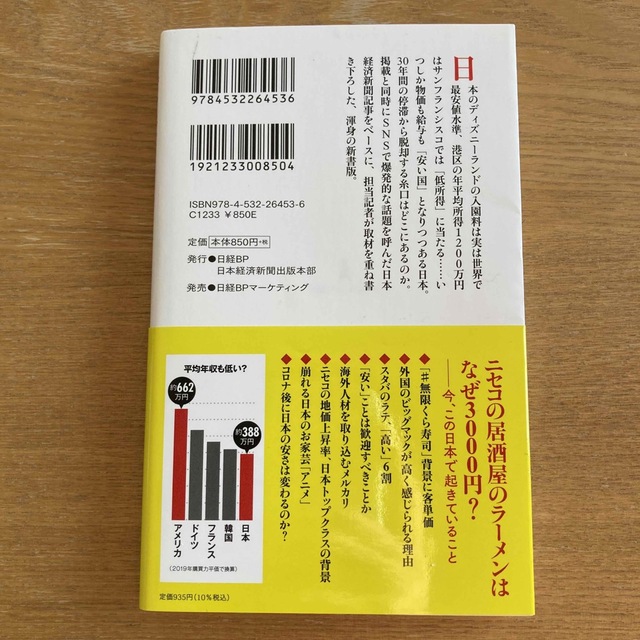 日本のディズニーランドの入園料は実は世界で
最安値水準、港区の年平均所得1200万円
はサンフランシスコでは「低所得」に当たる……い
つしか物価も給与も「安い国」となりつつある日本。
30年間の停滞から脱却する糸口はどこにあるのか。
掲載と同時にSNSで爆発的な話題を呼んだ日本
経済新聞記事をベースに、担当記者が取材を重ね書
き下ろした、渾身の新書版。
9784532264536
1921233008504
ISBN978-4-532-26453-6
C1233 ¥850E
定価 本体850円+税
発行●日経BP
日本経済新聞出版本部
発売●日経BPマーケティング
ニセコの居酒屋のラーメンは
なぜ3000円?
——今、この日本で起きていること
●「#無限くら寿司」背景に客単価
●外国のビッグマックが高く感じられる理由
●スタバのラテ、「高い」6割
●「安い」ことは歓迎すべきことか
●海外人材を取り込むメルカリ
●ニセコの地価上昇率、日本トップクラスの背景
●崩れる日本のお家芸「アニメ」
●コロナ後に日本の安さは変わるのか?
平均年収も低い?
約662万円
約388万円
日本
韓国
フランス
ドイツ
アメリカ
(2019年購買力平価で換算)
定価935円(10%税込)